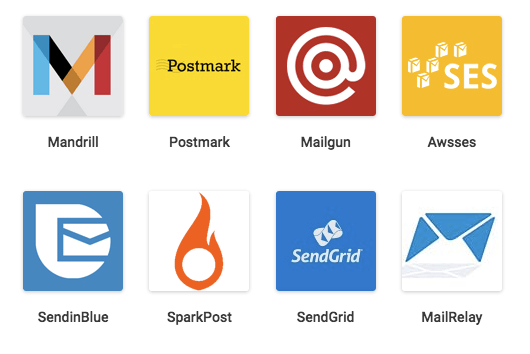 Postmark
SES
Mandrill
Postmark
Mailgun
Awsses
SendGrid
SendinBlue
SparkPost
SendGrid
MailRelay